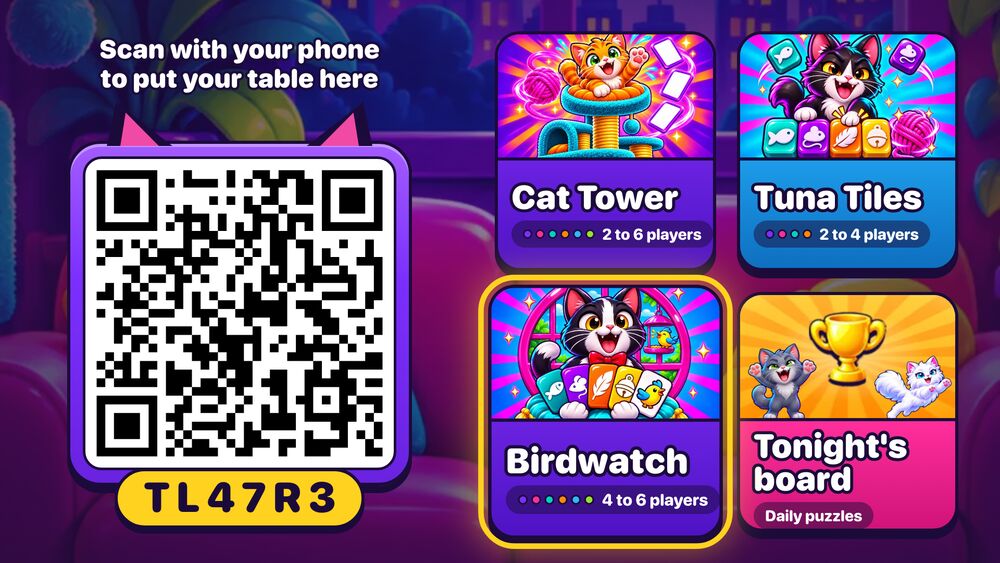 Scan with your phone
to put your table here
TL47R3
Cat Tower
2 to 6 players
Tuna Tiles
2 to 4 players
Birdwatch
4 to 6 players
Tonight's
board
Daily puzzles